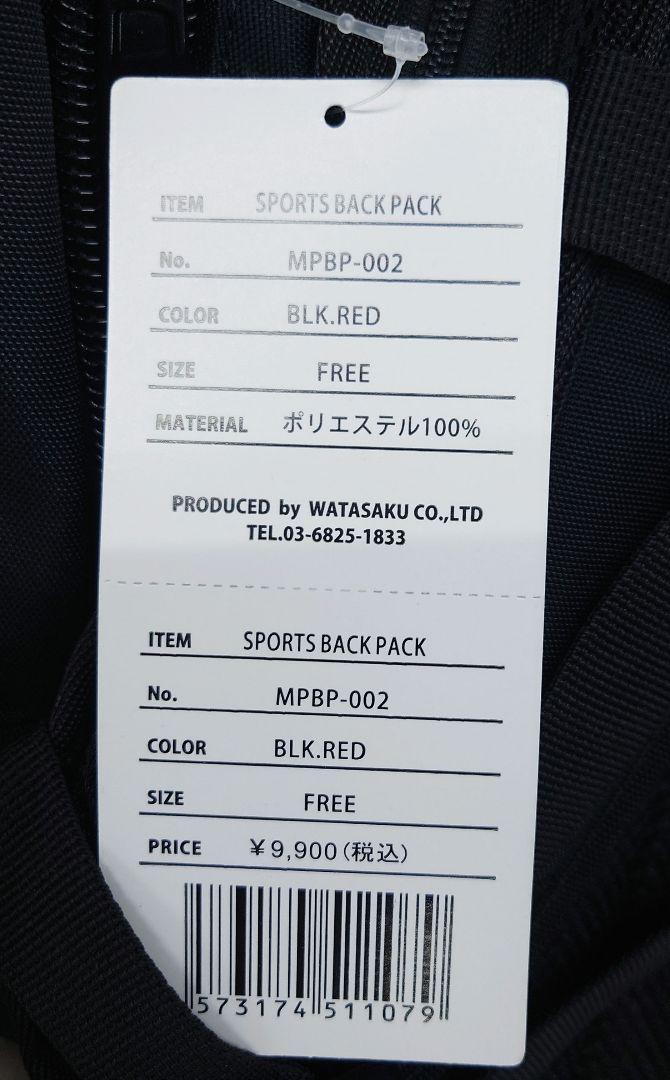 ITEM SPORTS BACK PACK
No. MPBP-002
COLOR BLK.RED
SIZE FREE
MATERIAL ポリエステル100%
PRODUCED by WATASAKU CO.,LTD
TEL.03-6825-1833
ITEM SPORTS BACK PACK
No. MPBP-002
COLOR BLK.RED
SIZE FREE
PRICE ¥9,900(税込)
573174 511079